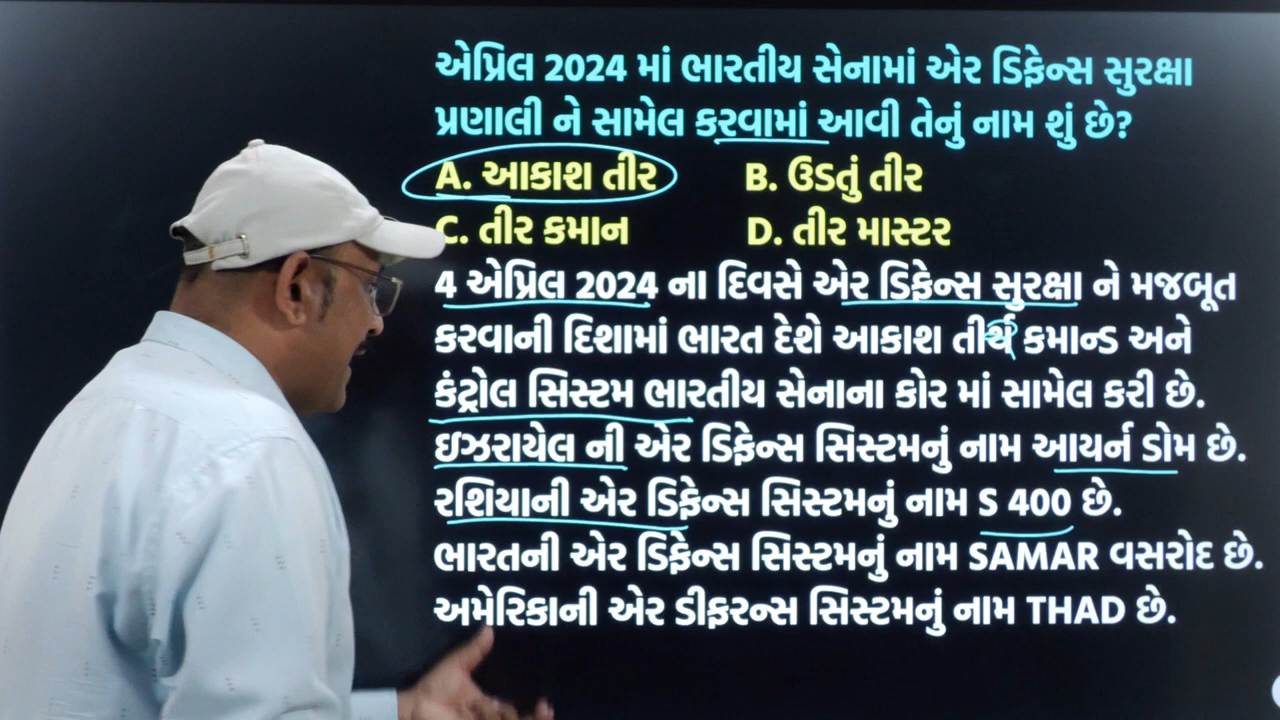 એપ્રિલ 2024 માં ભારતીય સેનામાં એર ડિફેન્સ સુરક્ષા
પ્રણાલી ને સામેલ કરવામાં આવી તેનું નામ શું છે?
A. આકાશ તીર B. ઉડતું તીર
C. તીર કમાન D. તીર માસ્ટર
4 એપ્રિલ 2024 ના દિવસે એર ડિફેન્સ સુરક્ષા ને મજબૂત
કરવાની દિશામાં ભારત દેશે આકાશ તીર્થ કમાન્ડ અને
કંટ્રોલ સિસ્ટમ ભારતીય સેનાના કોર માં સામેલ કરી છે.
ઇઝરાયેલ ની એર ડિફેન્સ સિસ્ટમનું નામ આયર્ન ડોમ છે.
રશિયાની એર ડિફેન્સ સિસ્ટમનું નામ S 400 છે.
ભારતની એર ડિફેન્સ સિસ્ટમનું નામ SAMAR વસરોદ છે.
અમેરિકાની એર ડીફરન્સ સિસ્ટમનું નામ THAD છે.